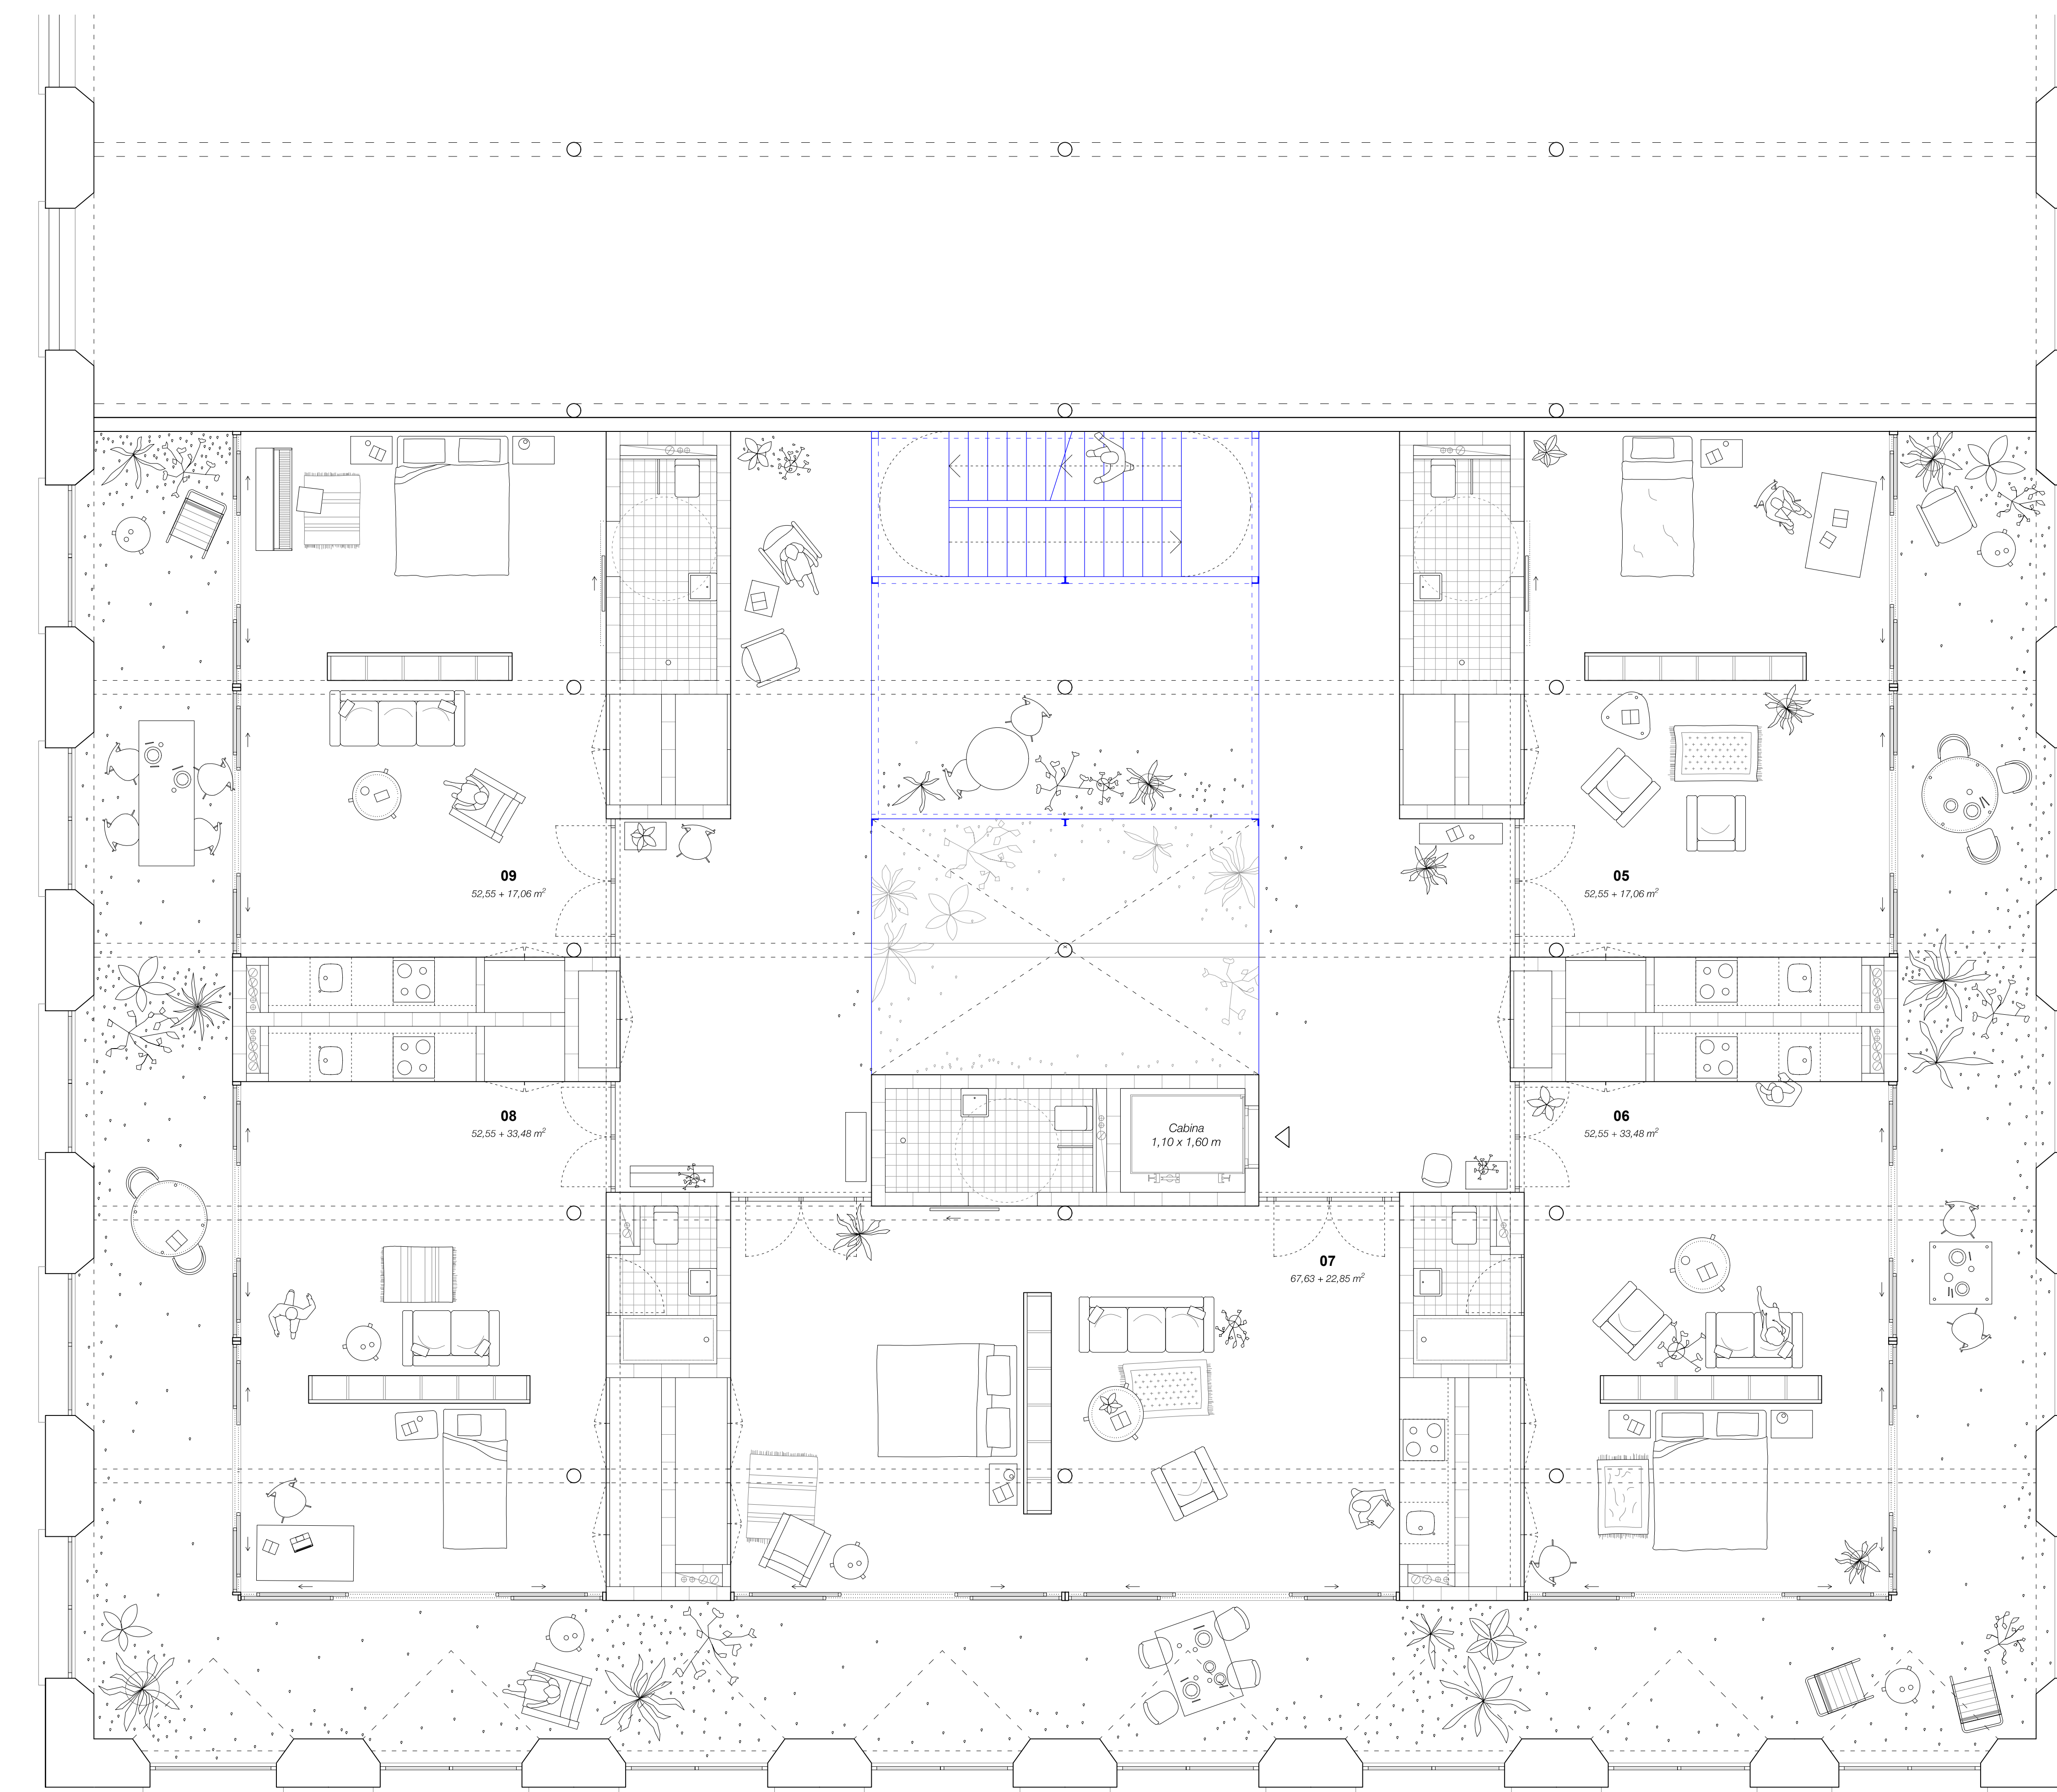 09
52,55 + 17,06 m²
05
52,55 + 17,06 m²
08
52,55 + 33,48 m²
Cabina
1,10 x 1,60 m
06
52,55 + 33,48 m²
07
67,63 + 22,85 m²